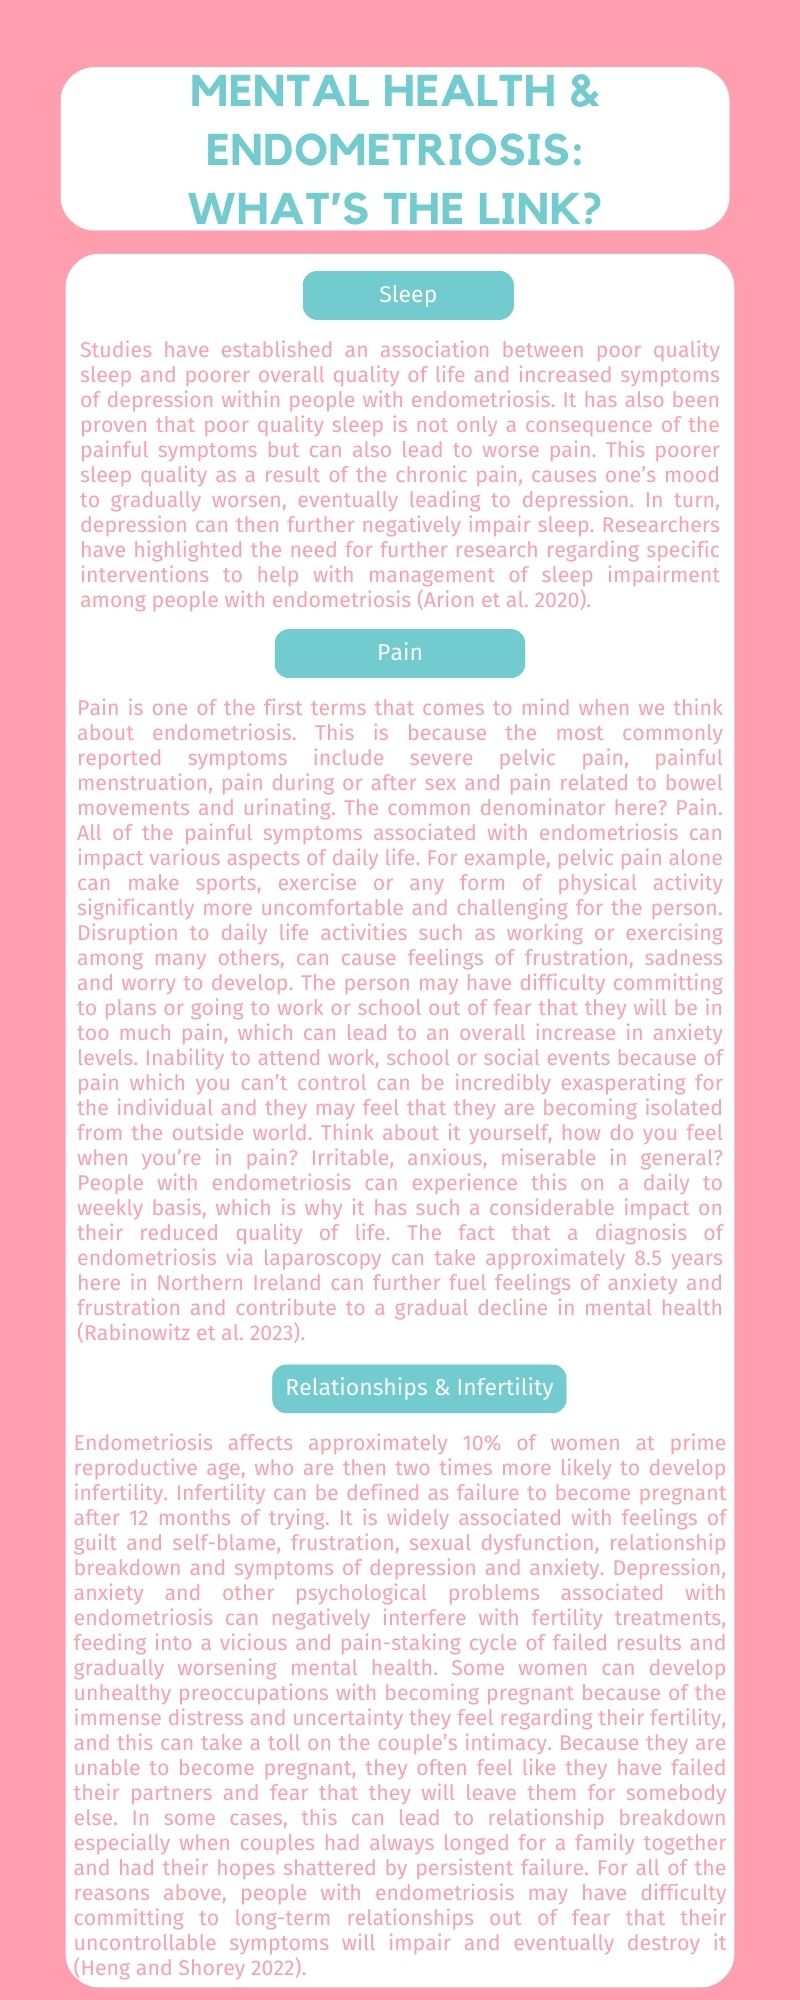 MENTAL HEALTH &
ENDOMETRIOSIS:
WHAT'S THE LINK?
Sleep
Studies have established an association between poor quality
sleep and poorer overall quality of life and increased symptoms
of depression within people with endometriosis. It has also been
proven that poor quality sleep is not only a consequence of the
painful symptoms but can also lead to worse pain. This poorer
sleep quality as a result of the chronic pain, causes one's mood
to gradually worsen, eventually leading to depression. In turn,
depression can then further negatively impair sleep. Researchers
have highlighted the need for further research regarding specific
interventions to help with management of sleep impairment
among people with endometriosis (Arion et al. 2020).
Pain
Pain is one of the first terms that comes to mind when we think
about endometriosis. This is because the most commonly
reported symptoms include severe pelvic pain, painful
menstruation, pain during or after sex and pain related to bowel
movements and urinating. The common denominator here? Pain.
All of the painful symptoms associated with endometriosis can
impact various aspects of daily life. For example, pelvic pain alone
can make sports, exercise or any form of physical activity
significantly more uncomfortable and challenging for the person.
Disruption to daily life activities such as working or exercising
among many others, can cause feelings of frustration, sadness
and worry to develop. The person may have difficulty committing
to plans or going to work or school out of fear that they will be in
too much pain, which can lead to an overall increase in anxiety
levels. Inability to attend work, school or social events because of
pain which you can't control can be incredibly exasperating for
the individual and they may feel that they are becoming isolated
from the outside world. Think about it yourself, how do you feel
when you're in pain? Irritable, anxious, miserable in general?
People with endometriosis can experience this on a daily to
weekly basis, which is why it has such a considerable impact on
their reduced quality of life. The fact that a diagnosis of
endometriosis via laparoscopy can take approximately 8.5 years
here in Northern Ireland can further fuel feelings of anxiety and
frustration and contribute to a gradual decline in mental health
(Rabinowitz et al. 2023).
Relationships & Infertility
Endometriosis affects approximately 10% of women at prime
reproductive age, who are then two times more likely to develop
infertility. Infertility can be defined as failure to become pregnant
after 12 months of trying. It is widely associated with feelings of
guilt and self-blame, frustration, sexual dysfunction, relationship
breakdown and symptoms of depression and anxiety. Depression,
anxiety and other psychological problems associated with
endometriosis can negatively interfere with fertility treatments,
feeding into a vicious and pain-staking cycle of failed results and
gradually worsening mental health. Some women can develop
unhealthy preoccupations with becoming pregnant because of the
immense distress and uncertainty they feel regarding their fertility,
and this can take a toll on the couple's intimacy. Because they are
unable to become pregnant, they often feel like they have failed
their partners and fear that they will leave them for somebody
else. In some cases, this can lead to relationship breakdown
especially when couples had always longed for a family together
and had their hopes shattered by persistent failure. For all of the
reasons above, people with endometriosis may have difficulty
committing to long-term relationships out of fear that their
uncontrollable symptoms will impair and eventually destroy it
(Heng and Shorey 2022).